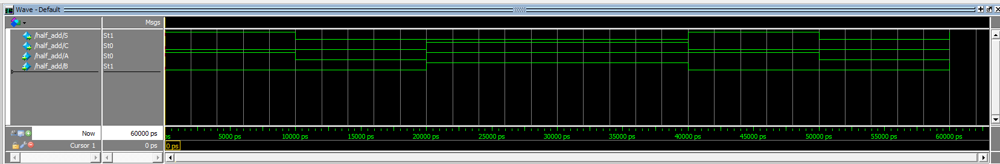 Wave - Default
Msgs
/half_add/S St1
/half_add/C St0
/half_add/A St0
/half_add/B St1
Now 60000 ps
ps 5000 ps 10000 ps 15000 ps 20000 ps 25000 ps 30000 ps 35000 ps 40000 ps 45000 ps 50000 ps 55000 ps 60000 ps
Cursor 1 0 ps 0 ps